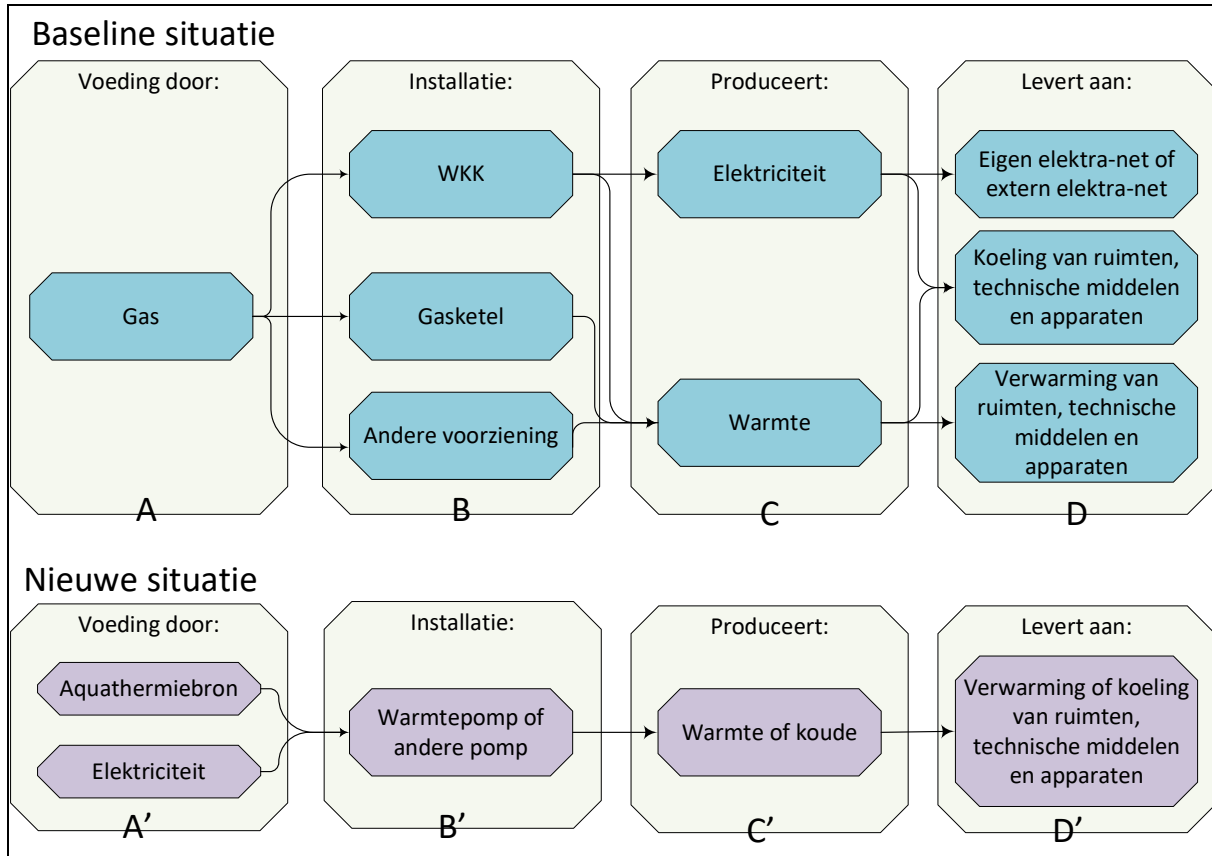 Baseline situatie
Voeding door:
Installatie:
Produceert:
Levert aan:
Gas
WKK
Gasketel
Andere voorziening
Elektriciteit
Warmte
Eigen elektra-net of
extern elektra-net
Koeling van ruimten,
technische middelen
en apparaten
Verwarming van
ruimten, technische
middelen en
apparaten
A
B
C
D
Nieuwe situatie
Voeding door:
Installatie:
Produceert:
Levert aan:
Aquathermiebron
Elektriciteit
Warmtepomp of
andere pomp
Warmte of koude
Verwarming of koeling
van ruimten,
technische middelen
en apparaten
A’
B’
C’
D’